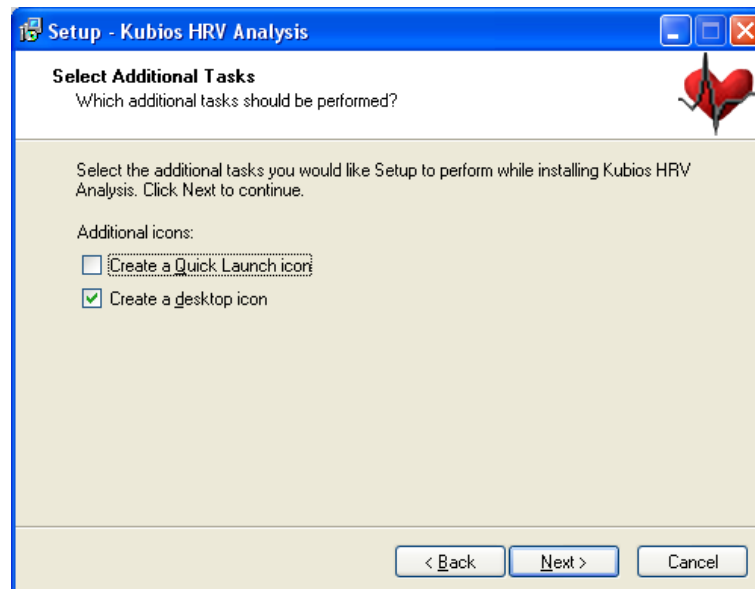 Setup - Kubios HRV Analysis
Select Additional Tasks
Which additional tasks should be performed?
Select the additional tasks you would like Setup to perform while installing Kubios HRV
Analysis. Click Next to continue.
Additional icons:
Create a Quick Launch icon
Create a desktop icon
< Back Next > Cancel